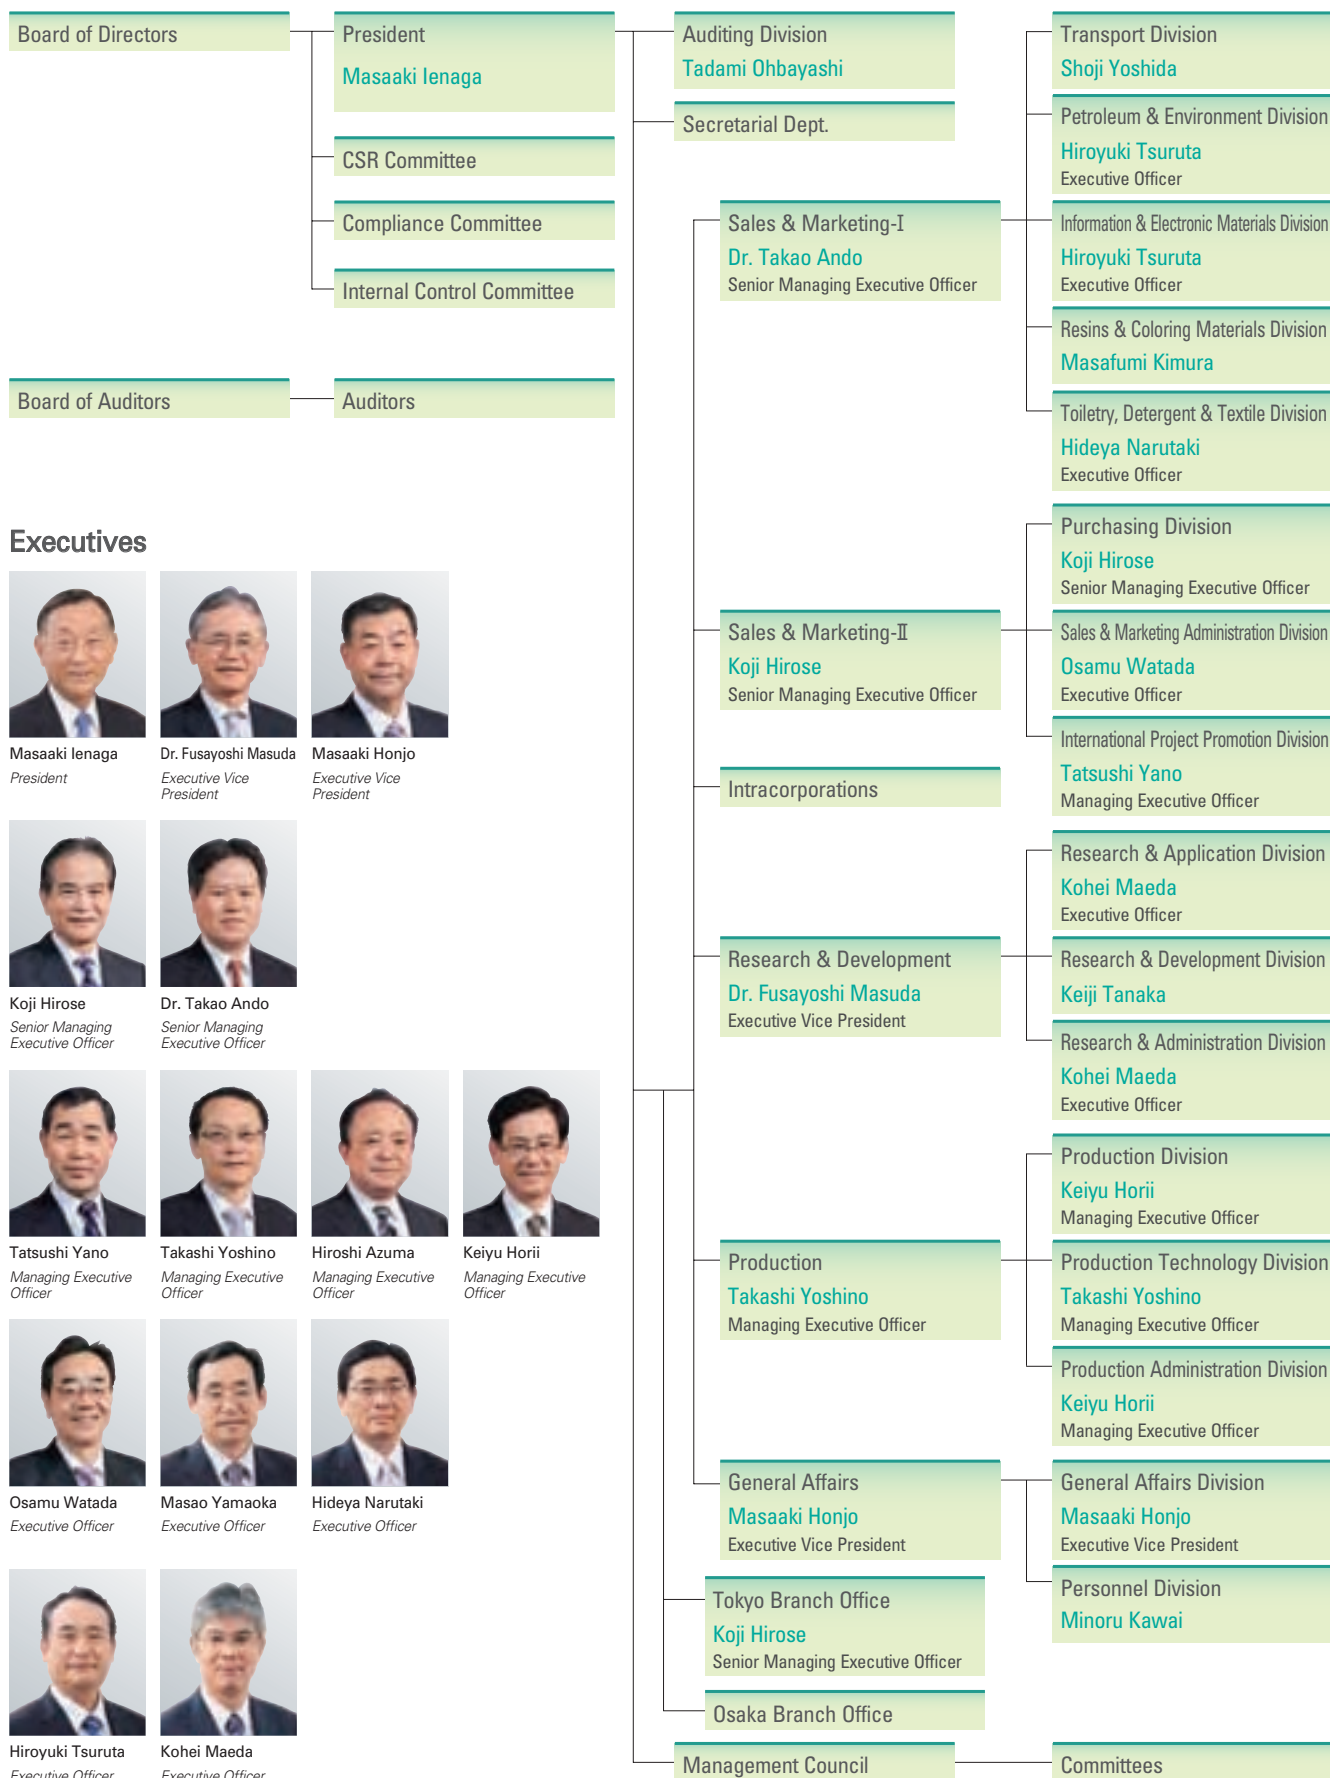 Board of Directors
President
Masaaki Ienaga
CSR Committee
Compliance Committee
Internal Control Committee
Board of Auditors
Auditors
Auditing Division
Tadami Ohbayashi
Secretarial Dept.
Sales & Marketing-Ⅰ
Dr. Takao Ando
Senior Managing Executive Officer
Transport Division
Shoji Yoshida
Petroleum & Environment Division
Hiroyuki Tsuruta
Executive Officer
Information & Electronic Materials Division
Hiroyuki Tsuruta
Executive Officer
Resins & Coloring Materials Division
Masafumi Kimura
Toiletry, Detergent & Textile Division
Hideya Narutaki
Executive Officer
Sales & Marketing-Ⅱ
Koji Hirose
Senior Managing Executive Officer
Purchasing Division
Koji Hirose
Senior Managing Executive Officer
Sales & Marketing Administration Division
Osamu Watada
Executive Officer
International Project Promotion Division
Tatsushi Yano
Managing Executive Officer
Intracorporations
Research & Development
Dr. Fusayoshi Masuda
Executive Vice President
Research & Application Division
Kohei Maeda
Executive Officer
Research & Development Division
Keiji Tanaka
Research & Administration Division
Kohei Maeda
Executive Officer
Production
Takashi Yoshino
Managing Executive Officer
Production Division
Keiyu Horii
Managing Executive Officer
Production Technology Division
Takashi Yoshino
Managing Executive Officer
Production Administration Division
Keiyu Horii
Managing Executive Officer
General Affairs
Masaaki Honjo
Executive Vice President
General Affairs Division
Masaaki Honjo
Executive Vice President
Personnel Division
Minoru Kawai
Tokyo Branch Office
Koji Hirose
Senior Managing Executive Officer
Osaka Branch Office
Management Council
Committees
Executives
Masaaki Ienaga
President
Dr. Fusayoshi Masuda
Executive Vice
President
Masaaki Honjo
Executive Vice
President
Koji Hirose
Senior Managing
Executive Officer
Dr. Takao Ando
Senior Managing
Executive Officer
Tatsushi Yano
Managing Executive
Officer
Takashi Yoshino
Managing Executive
Officer
Hiroshi Azuma
Managing Executive
Officer
Keiyu Horii
Managing Executive
Officer
Osamu Watada
Executive Officer
Masao Yamaoka
Executive Officer
Hideya Narutaki
Executive Officer
Hiroyuki Tsuruta
Executive Officer
Kohei Maeda
Executive Officer